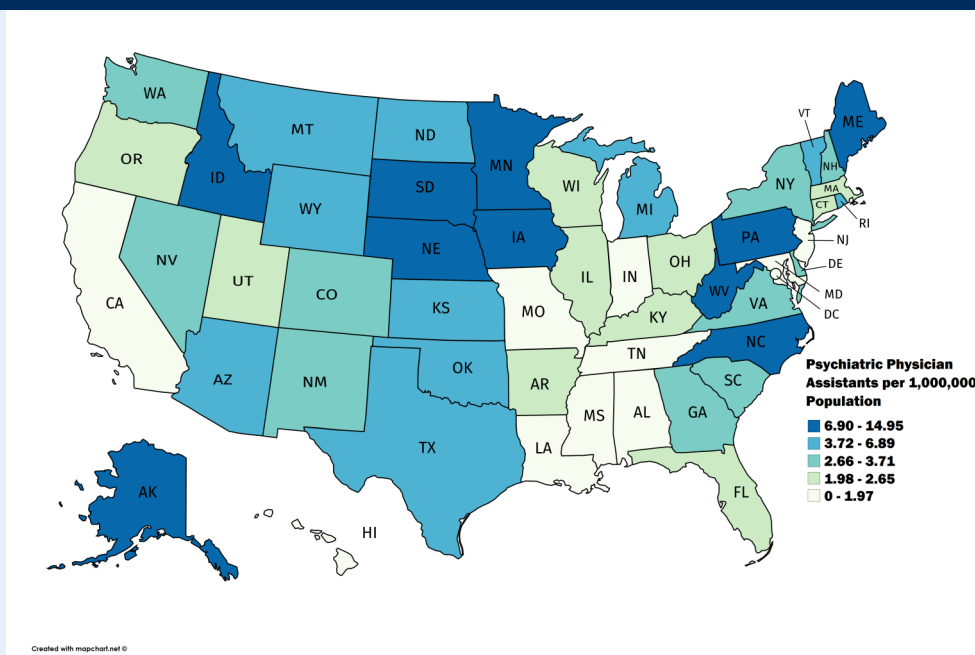 VT
WA
ME
MT
ND
MN
OR
NH
ID
WI
NY
MA
SD
CT
WY
MI
RI
IA
PA
NJ
NE
NV
OH
DE
IL
IN
UT
CO
WV
MD
CA
VA
KS
MO
DC
KY
NC
TN
Psychiatric Physician
Assistants per 1,000,000
Population
AZ
NM
OK
AR
SC
MS
AL
GA
6.90 - 14.95
3.72 - 6.89
2.66 - 3.71
1.98 - 2.65
0 - 1.97
TX
LA
AK
FL
HI
Created with mapchart.net ©